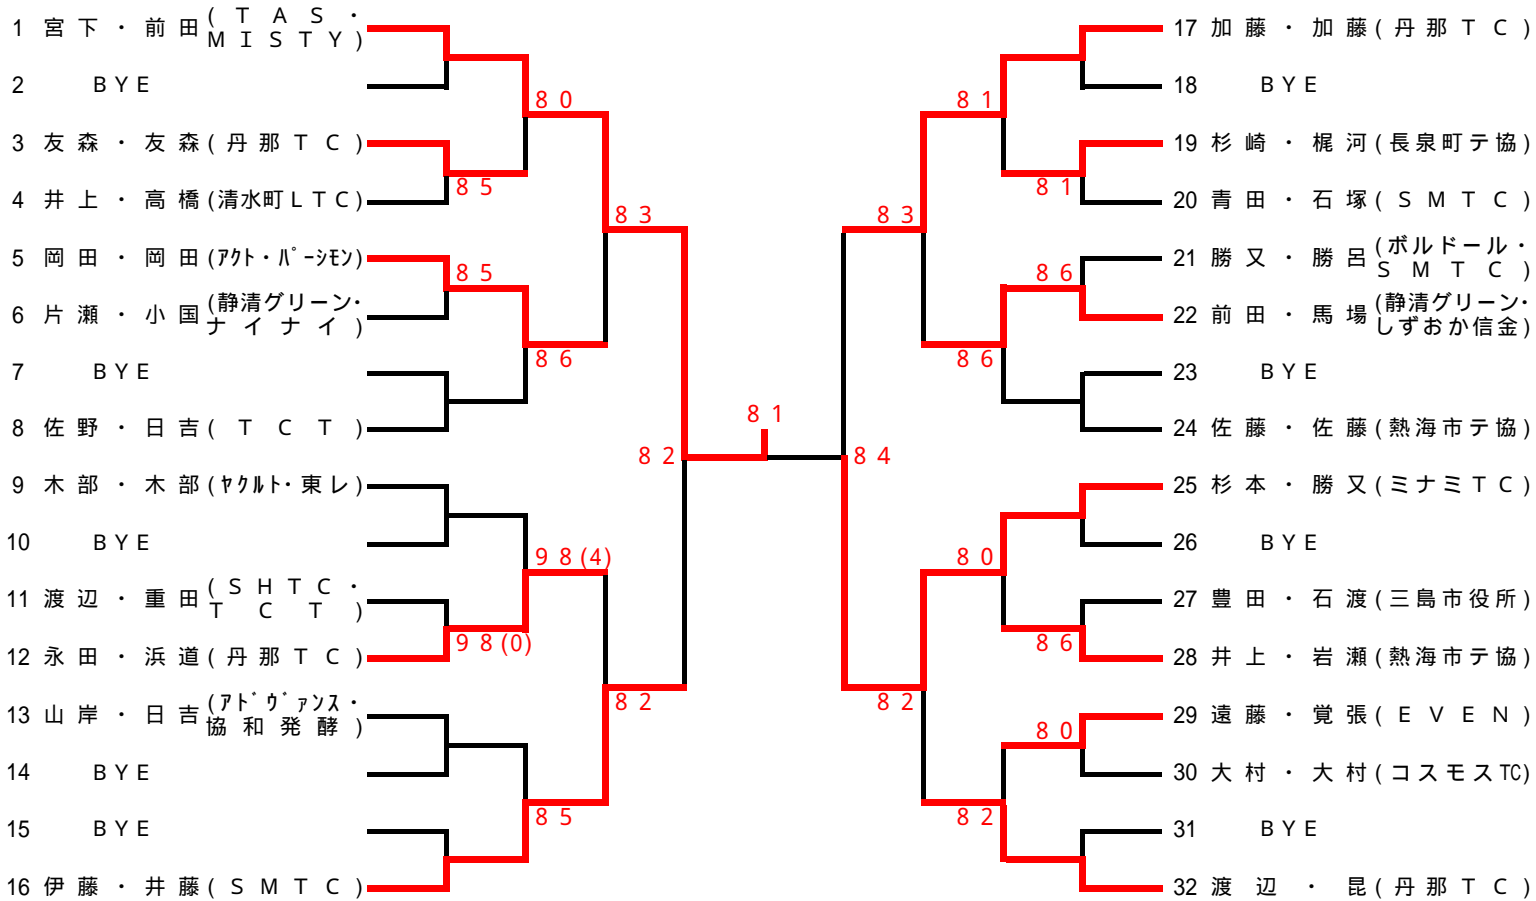 1 宮下・前田(TAS・MISTY)
2 BYE
3 友森・友森(丹那TC)
4 井上・高橋(清水町LTC)
5 岡田・岡田(ｱｸﾄ・ﾊﾟｰｼﾓﾝ)
6 片瀬・小国(静清グリーン・ナイナイ)
7 BYE
8 佐野・日吉(TCT)
9 木部・木部(ﾔｸﾙﾄ・東レ)
10 BYE
11 渡辺・重田(SHTC・TCT)
12 永田・浜道(丹那TC)
13 山岸・日吉(ｱﾄﾞｳﾞｧﾝｽ・協和発酵)
14 BYE
15 BYE
16 伊藤・井藤(SMTC)
80
85
83
85
86
82
98(4)
98(0)
82
85
81
81
81
83
86
86
84
80
86
82
80
82
17 加藤・加藤(丹那TC)
18 BYE
19 杉崎・梶河(長泉町テ協)
20 青田・石塚(SMTC)
21 勝又・勝呂(ボルドール・SMTC)
22 前田・馬場(静清グリーン・しずおか信金)
23 BYE
24 佐藤・佐藤(熱海市テ協)
25 杉本・勝又(ミナミTC)
26 BYE
27 豊田・石渡(三島市役所)
28 井上・岩瀬(熱海市テ協)
29 遠藤・覚張(EVEN)
30 大村・大村(コスモスTC)
31 BYE
32 渡辺・昆(丹那TC)